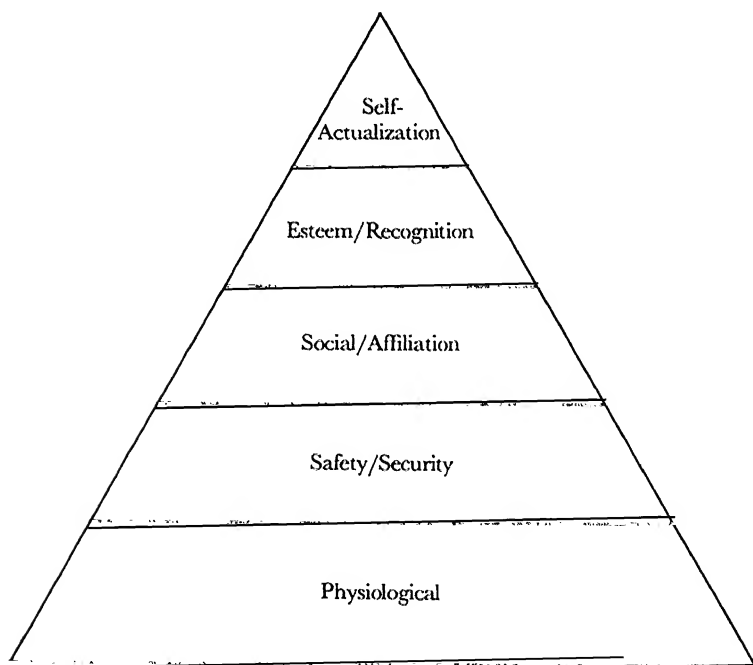 Self-
Actualization
Esteem/Recognition
Social/Affiliation
Safety/Security
Physiological